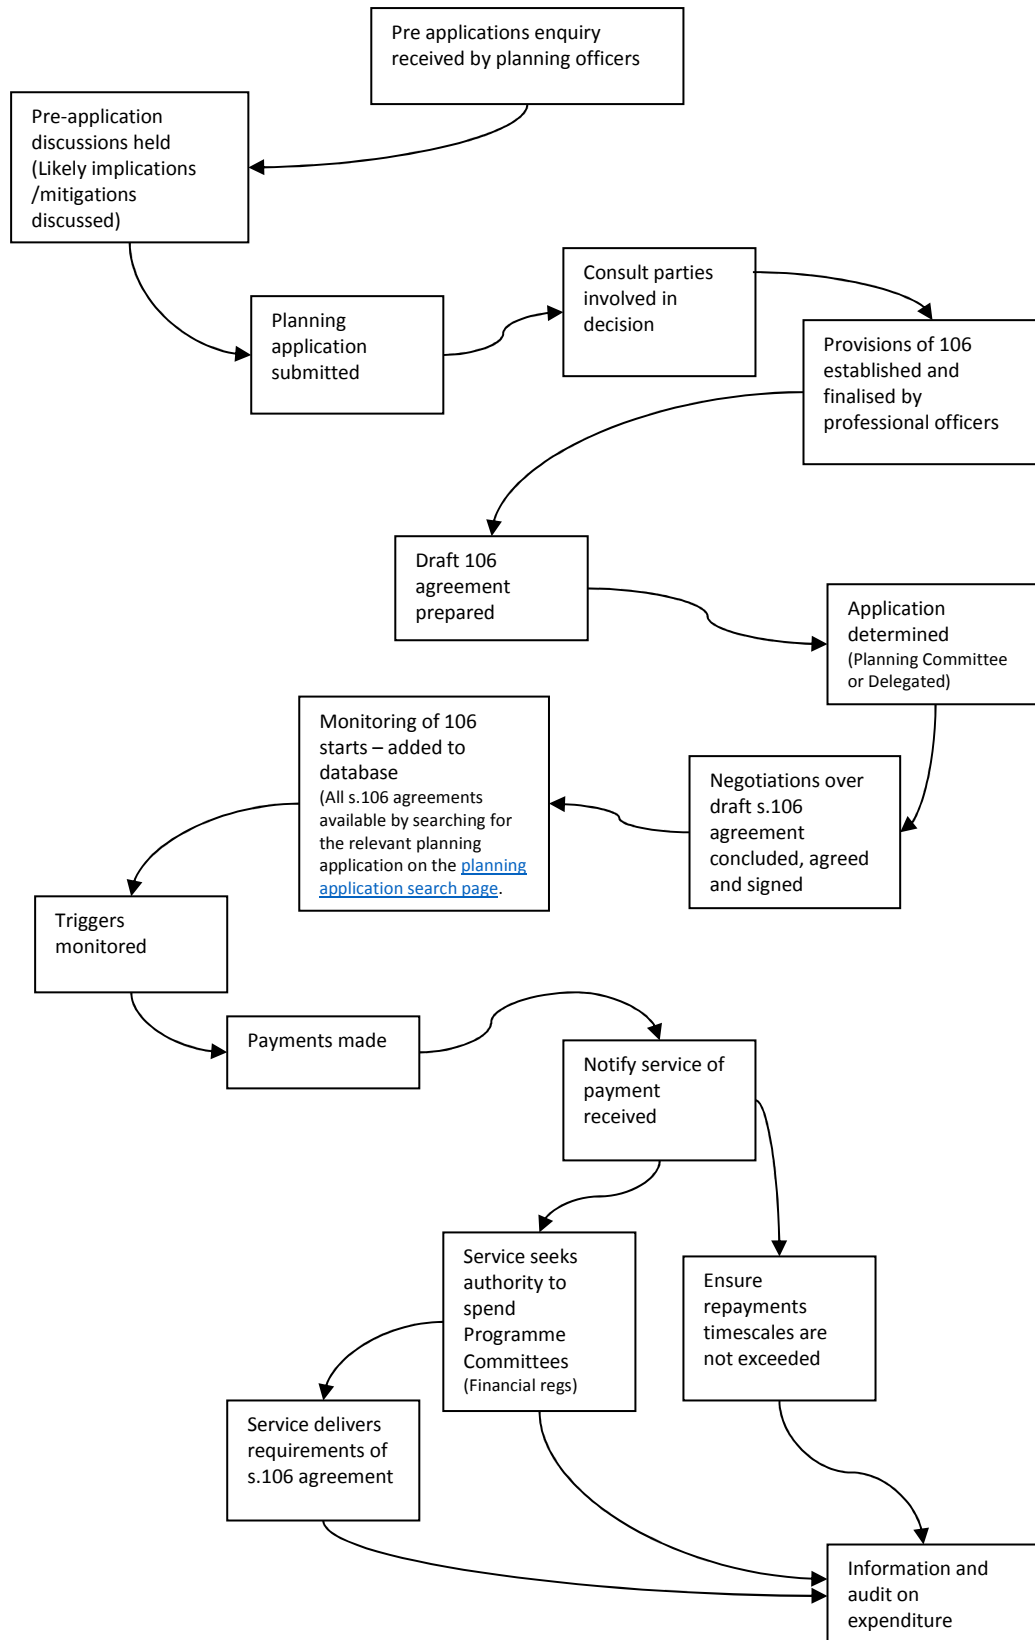 Pre applications enquiry
received by planning officers
Pre-application
discussions held
(Likely implications
/mitigations
discussed)
Planning
application
submitted
Consult parties
involved in
decision
Provisions of 106
established and
finalised by
professional officers
Draft 106
agreement
prepared
Application
determined
(Planning Committee
or Delegated)
Negotiations over
draft s.106
agreement
concluded, agreed
and signed
Monitoring of 106
starts – added to
database
(All s.106 agreements
available by searching for
the relevant planning
application on the planning
application search page.
Triggers
monitored
Payments made
Notify service of
payment
received
Service seeks
authority to
spend
Programme
Committees
(Financial regs)
Ensure
repayments
timescales are
not exceeded
Service delivers
requirements of
s.106 agreement
Information and
audit on
expenditure